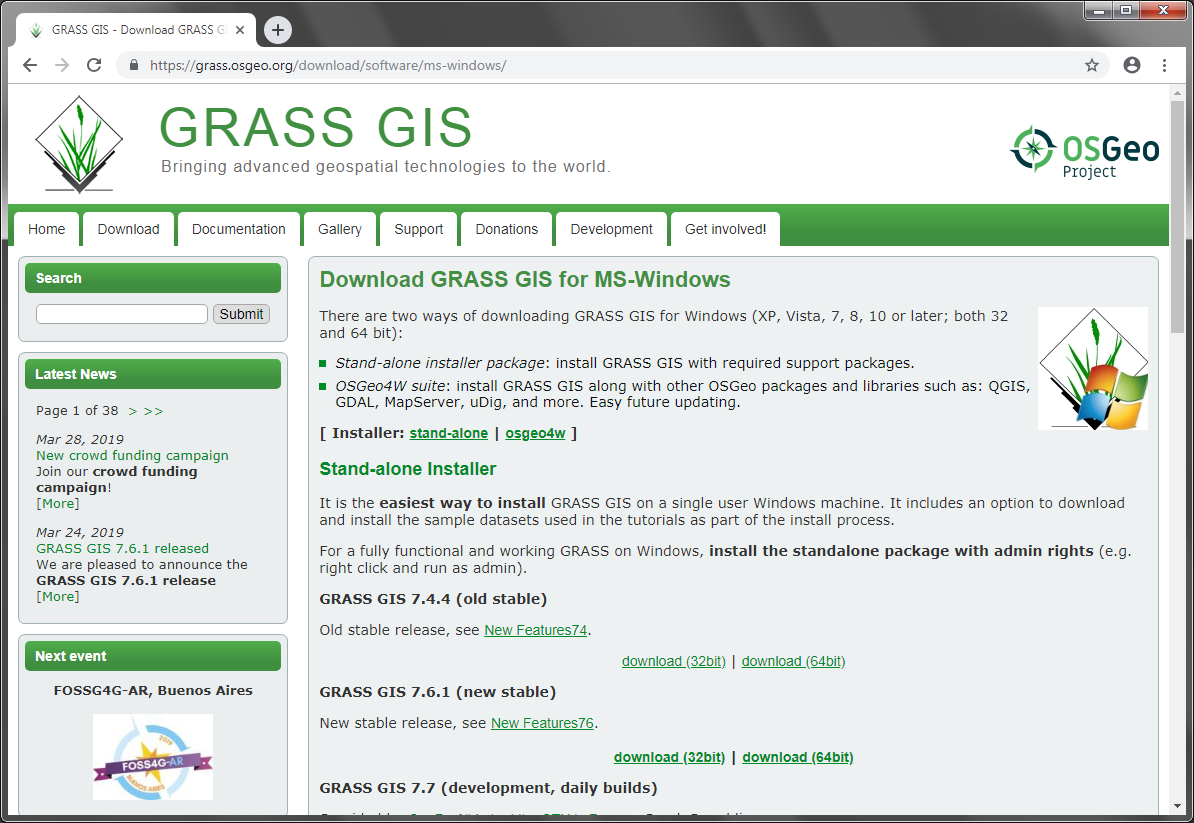 GRASS GIS - Download GRASS G
https://grass.osgeo.org/download/software/ms-windows/
GRASS GIS
Bringing advanced geospatial technologies to the world.
OSGeo
Project
Home
Download
Documentation
Gallery
Support
Donations
Development
Get involved!
Search
Submit
Latest News
Page 1 of 38 > >>
Mar 28, 2019
New crowd funding campaign
Join our crowd funding
campaign!
[More]
Mar 24, 2019
GRASS GIS 7.6.1 released
We are pleased to announce the
GRASS GIS 7.6.1 release
[More]
Next event
FOSSG4G-AR, Buenos Aires
2019
FOSS4G-AR
BUENOS AIRES
Download GRASS GIS for MS-Windows
There are two ways of downloading GRASS GIS for Windows (XP, Vista, 7, 8, 10 or later; both 32
and 64 bit):
Stand-alone installer package: install GRASS GIS with required support packages.
OSGeo4W suite: install GRASS GIS along with other OSGeo packages and libraries such as: QGIS,
GDAL, MapServer, uDig, and more. Easy future updating.
[ Installer: stand-alone | osgeo4w ]
Stand-alone Installer
It is the easiest way to install GRASS GIS on a single user Windows machine. It includes an option to download
and install the sample datasets used in the tutorials as part of the install process.
For a fully functional and working GRASS on Windows, install the standalone package with admin rights (e.g.
right click and run as admin).
GRASS GIS 7.4.4 (old stable)
Old stable release, see New Features74.
download (32bit) | download (64bit)
GRASS GIS 7.6.1 (new stable)
New stable release, see New Features76.
download (32bit) | download (64bit)
GRASS GIS 7.7 (development, daily builds)